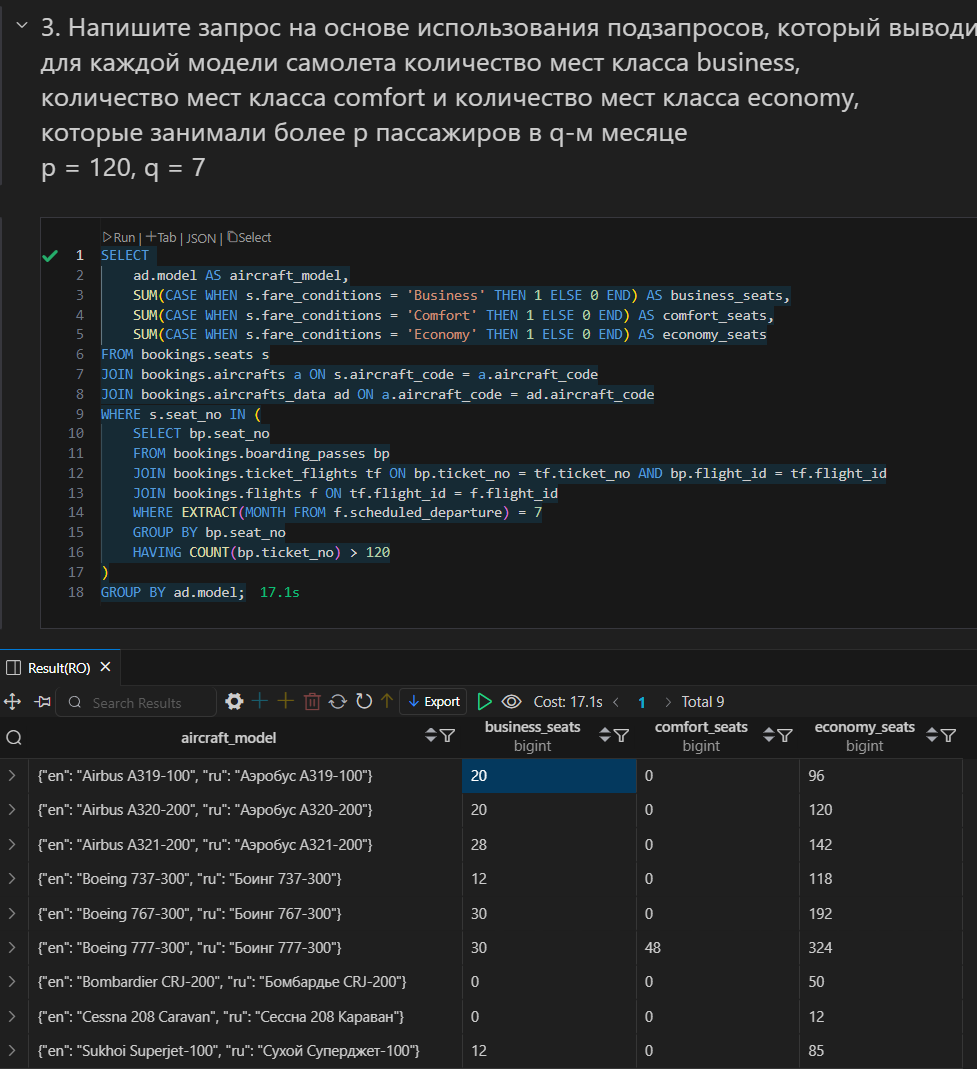 3. Напишите запрос на основе использования подзапросов, который выводи
для каждой модели самолета количество мест класса business,
количество мест класса comfort и количество мест класса economy,
которые занимали более p пассажиров в q-м месяце
p = 120, q = 7
Run | Tab | JSON | Select
1 SELECT
2 ad.model AS aircraft_model,
3 SUM(CASE WHEN s.fare_conditions = 'Business' THEN 1 ELSE 0 END) AS business_seats,
4 SUM(CASE WHEN s.fare_conditions = 'Comfort' THEN 1 ELSE 0 END) AS comfort_seats,
5 SUM(CASE WHEN s.fare_conditions = 'Economy' THEN 1 ELSE 0 END) AS economy_seats
6 FROM bookings.seats s
7 JOIN bookings.aircrafts a ON s.aircraft_code = a.aircraft_code
8 JOIN bookings.aircrafts_data ad ON a.aircraft_code = ad.aircraft_code
9 WHERE s.seat_no IN (
10 SELECT bp.seat_no
11 FROM bookings.boarding_passes bp
12 JOIN bookings.ticket_flights tf ON bp.ticket_no = tf.ticket_no AND bp.flight_id = tf.flight_id
13 JOIN bookings.flights f ON tf.flight_id = f.flight_id
14 WHERE EXTRACT(MONTH FROM f.scheduled_departure) = 7
15 GROUP BY bp.seat_no
16 HAVING COUNT(bp.ticket_no) > 120
17 )
18 GROUP BY ad.model; 17.1s
Result(RO)
Search Results Export Cost: 17.1s 1 Total 9
aircraft_model business_seats bigint comfort_seats bigint economy_seats bigint
{"en": "Airbus A319-100", "ru": "Аэробус A319-100"} 20 0 96
{"en": "Airbus A320-200", "ru": "Аэробус A320-200"} 20 0 120
{"en": "Airbus A321-200", "ru": "Аэробус A321-200"} 28 0 142
{"en": "Boeing 737-300", "ru": "Боинг 737-300"} 12 0 118
{"en": "Boeing 767-300", "ru": "Боинг 767-300"} 30 0 192
{"en": "Boeing 777-300", "ru": "Боинг 777-300"} 30 48 324
{"en": "Bombardier CRJ-200", "ru": "Бомбардье CRJ-200"} 0 0 50
{"en": "Cessna 208 Caravan", "ru": "Сессна 208 Караван"} 0 0 12
{"en": "Sukhoi Superjet-100", "ru": "Сухой Суперджет-100"} 12 0 85